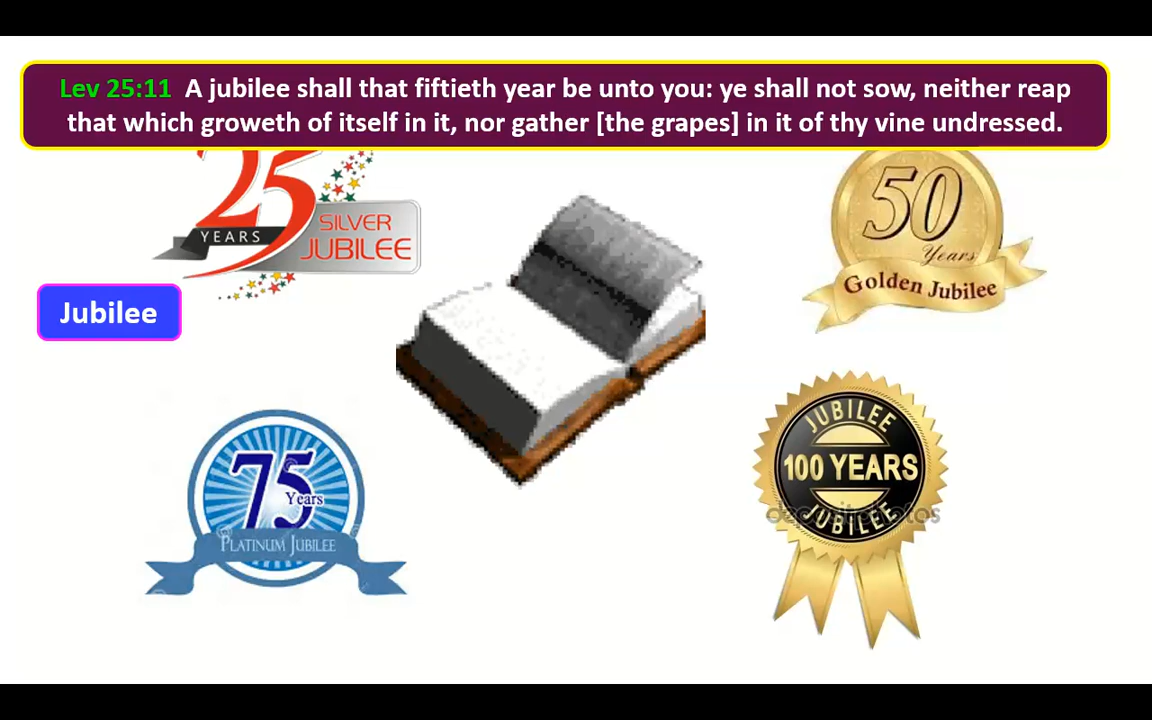 Lev 25:11 A jubilee shall that fiftieth year be unto you: ye shall not sow, neither reap
that which groweth of itself in it, nor gather [the grapes] in it of thy vine undressed.
25
YEARS
SILVER
JUBILEE
50
Years
Golden Jubilee
Jubilee
75
Years
PLATINUM JUBILEE
JUBILEE
100 YEARS
JUBILEE
depositphotos